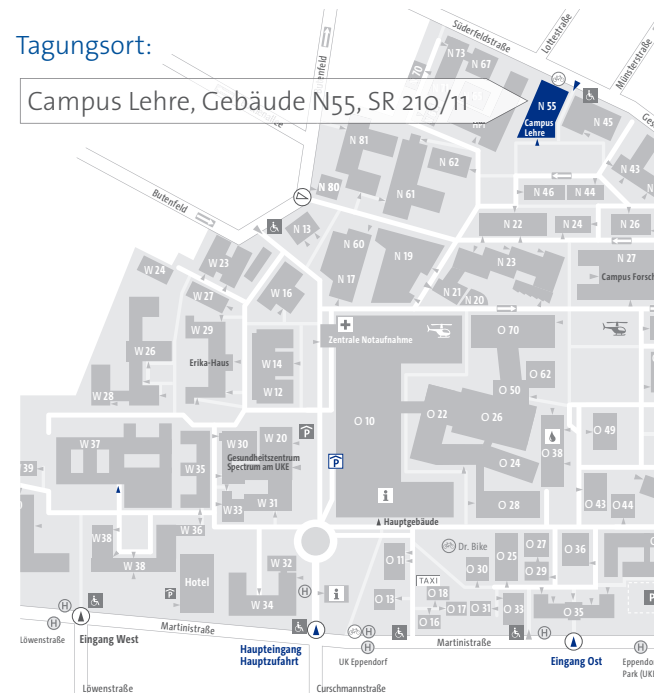 Tagungsort:
Campus Lehre, Gebäude N55, SR 210/11
Süderfeldstraße
Lottestraße
Münsterstraße
N 73
N 67
70
N 55
Campus
Lehre
N 45
N 81
N 62
N 43
N 80
N 61
N 46
N 44
Butenfeld
N 13
N 22
N 24
N 26
N 60
N 19
N 23
N 27
W 24
W 23
N 17
Campus Forsch
W 27
W 16
N 21
N 20
W 29
Zentrale Notaufnahme
O 70
W 26
Erika-Haus
W 14
O 62
W 28
W 12
O 50
O 10
O 22
O 26
O 49
W 37
W 30
W 20
39
W 35
Gesundheitszentrum
Spectrum am UKE
P
P
O 38
O 24
W 33
W 31
i
O 28
O 43
O 44
Hauptgebäude
W 36
W 38
W 38
Dr. Bike
O 27
O 25
O 36
O 11
O 30
O 29
W 32
Hotel
TAXI
P
W 34
i
O 13
O 18
O 17
O 31
O 33
O 35
P
O 16
H
H
H
Martinistraße
Martinistraße
H
H
H
H
H
Löwenstraße
Eingang West
Haupteingang
Hauptzufahrt
UK Eppendorf
Eingang Ost
Eppendo
Park (UKE
Löwenstraße
Curschmannstraße